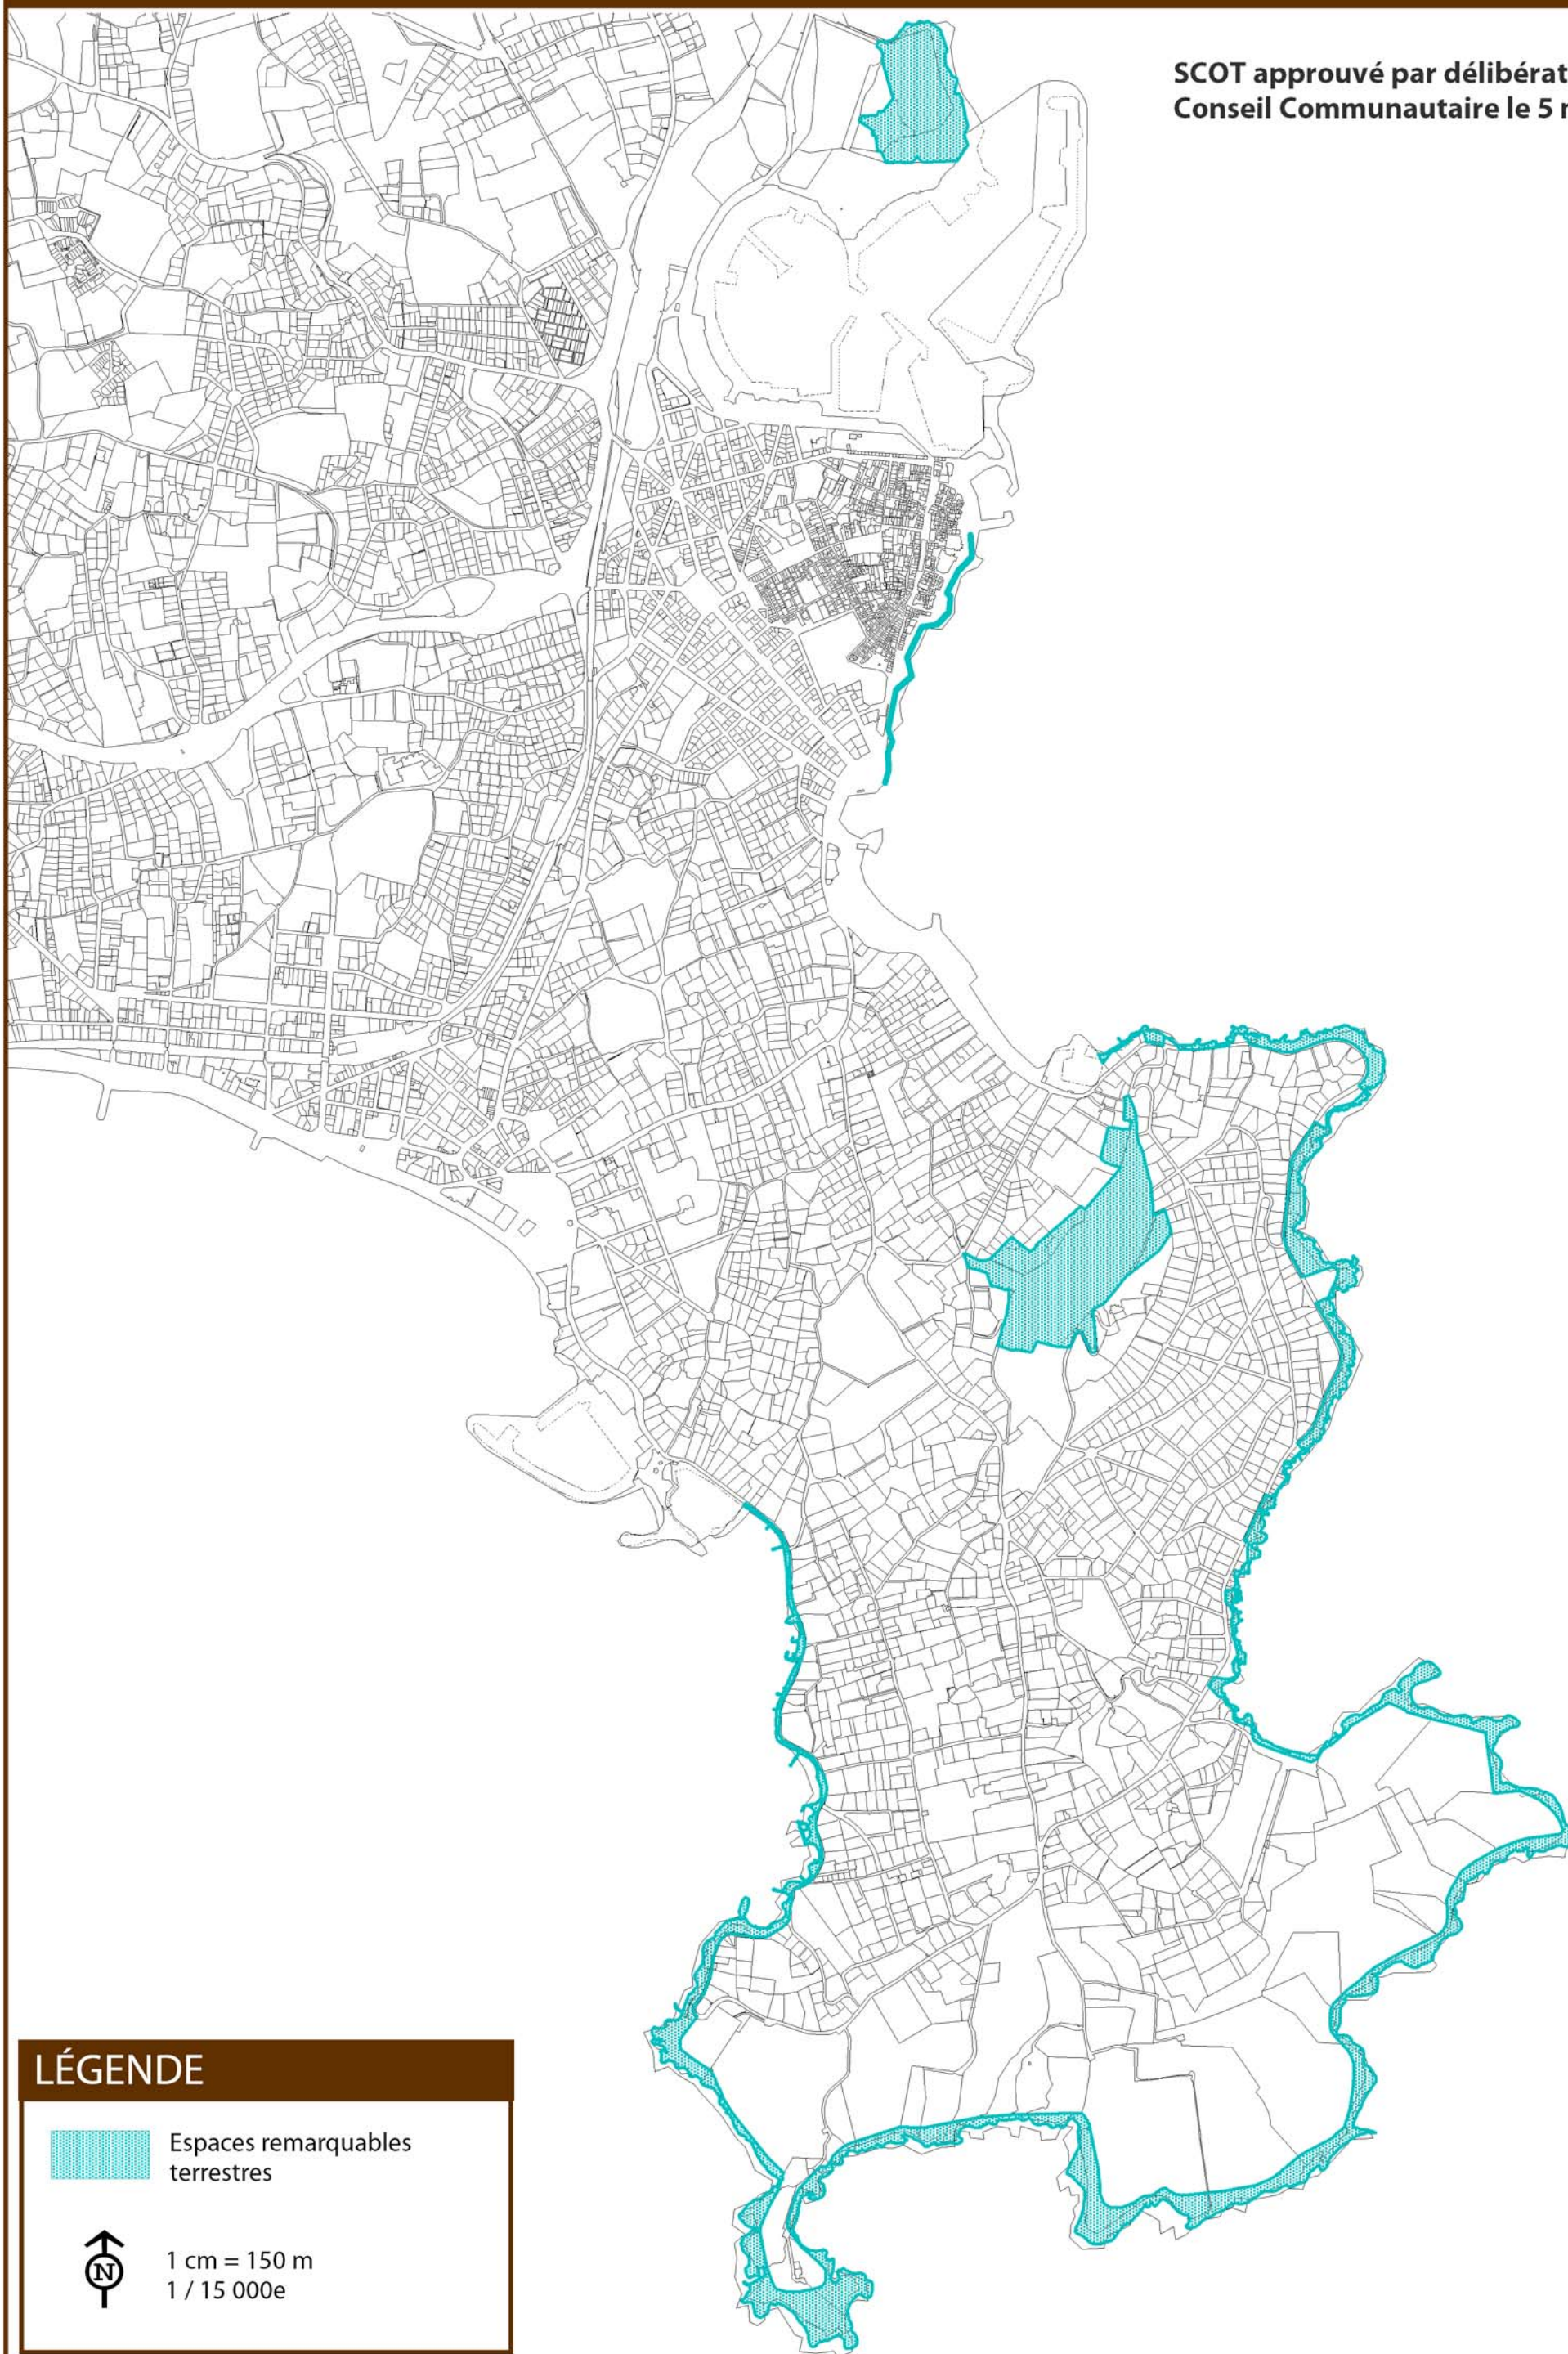 SCOT approuvé par délibérat
Conseil Communautaire le 5
LÉGENDE
Espaces remarquables
terrestres
N
1 cm = 150 m
1 / 15 000e